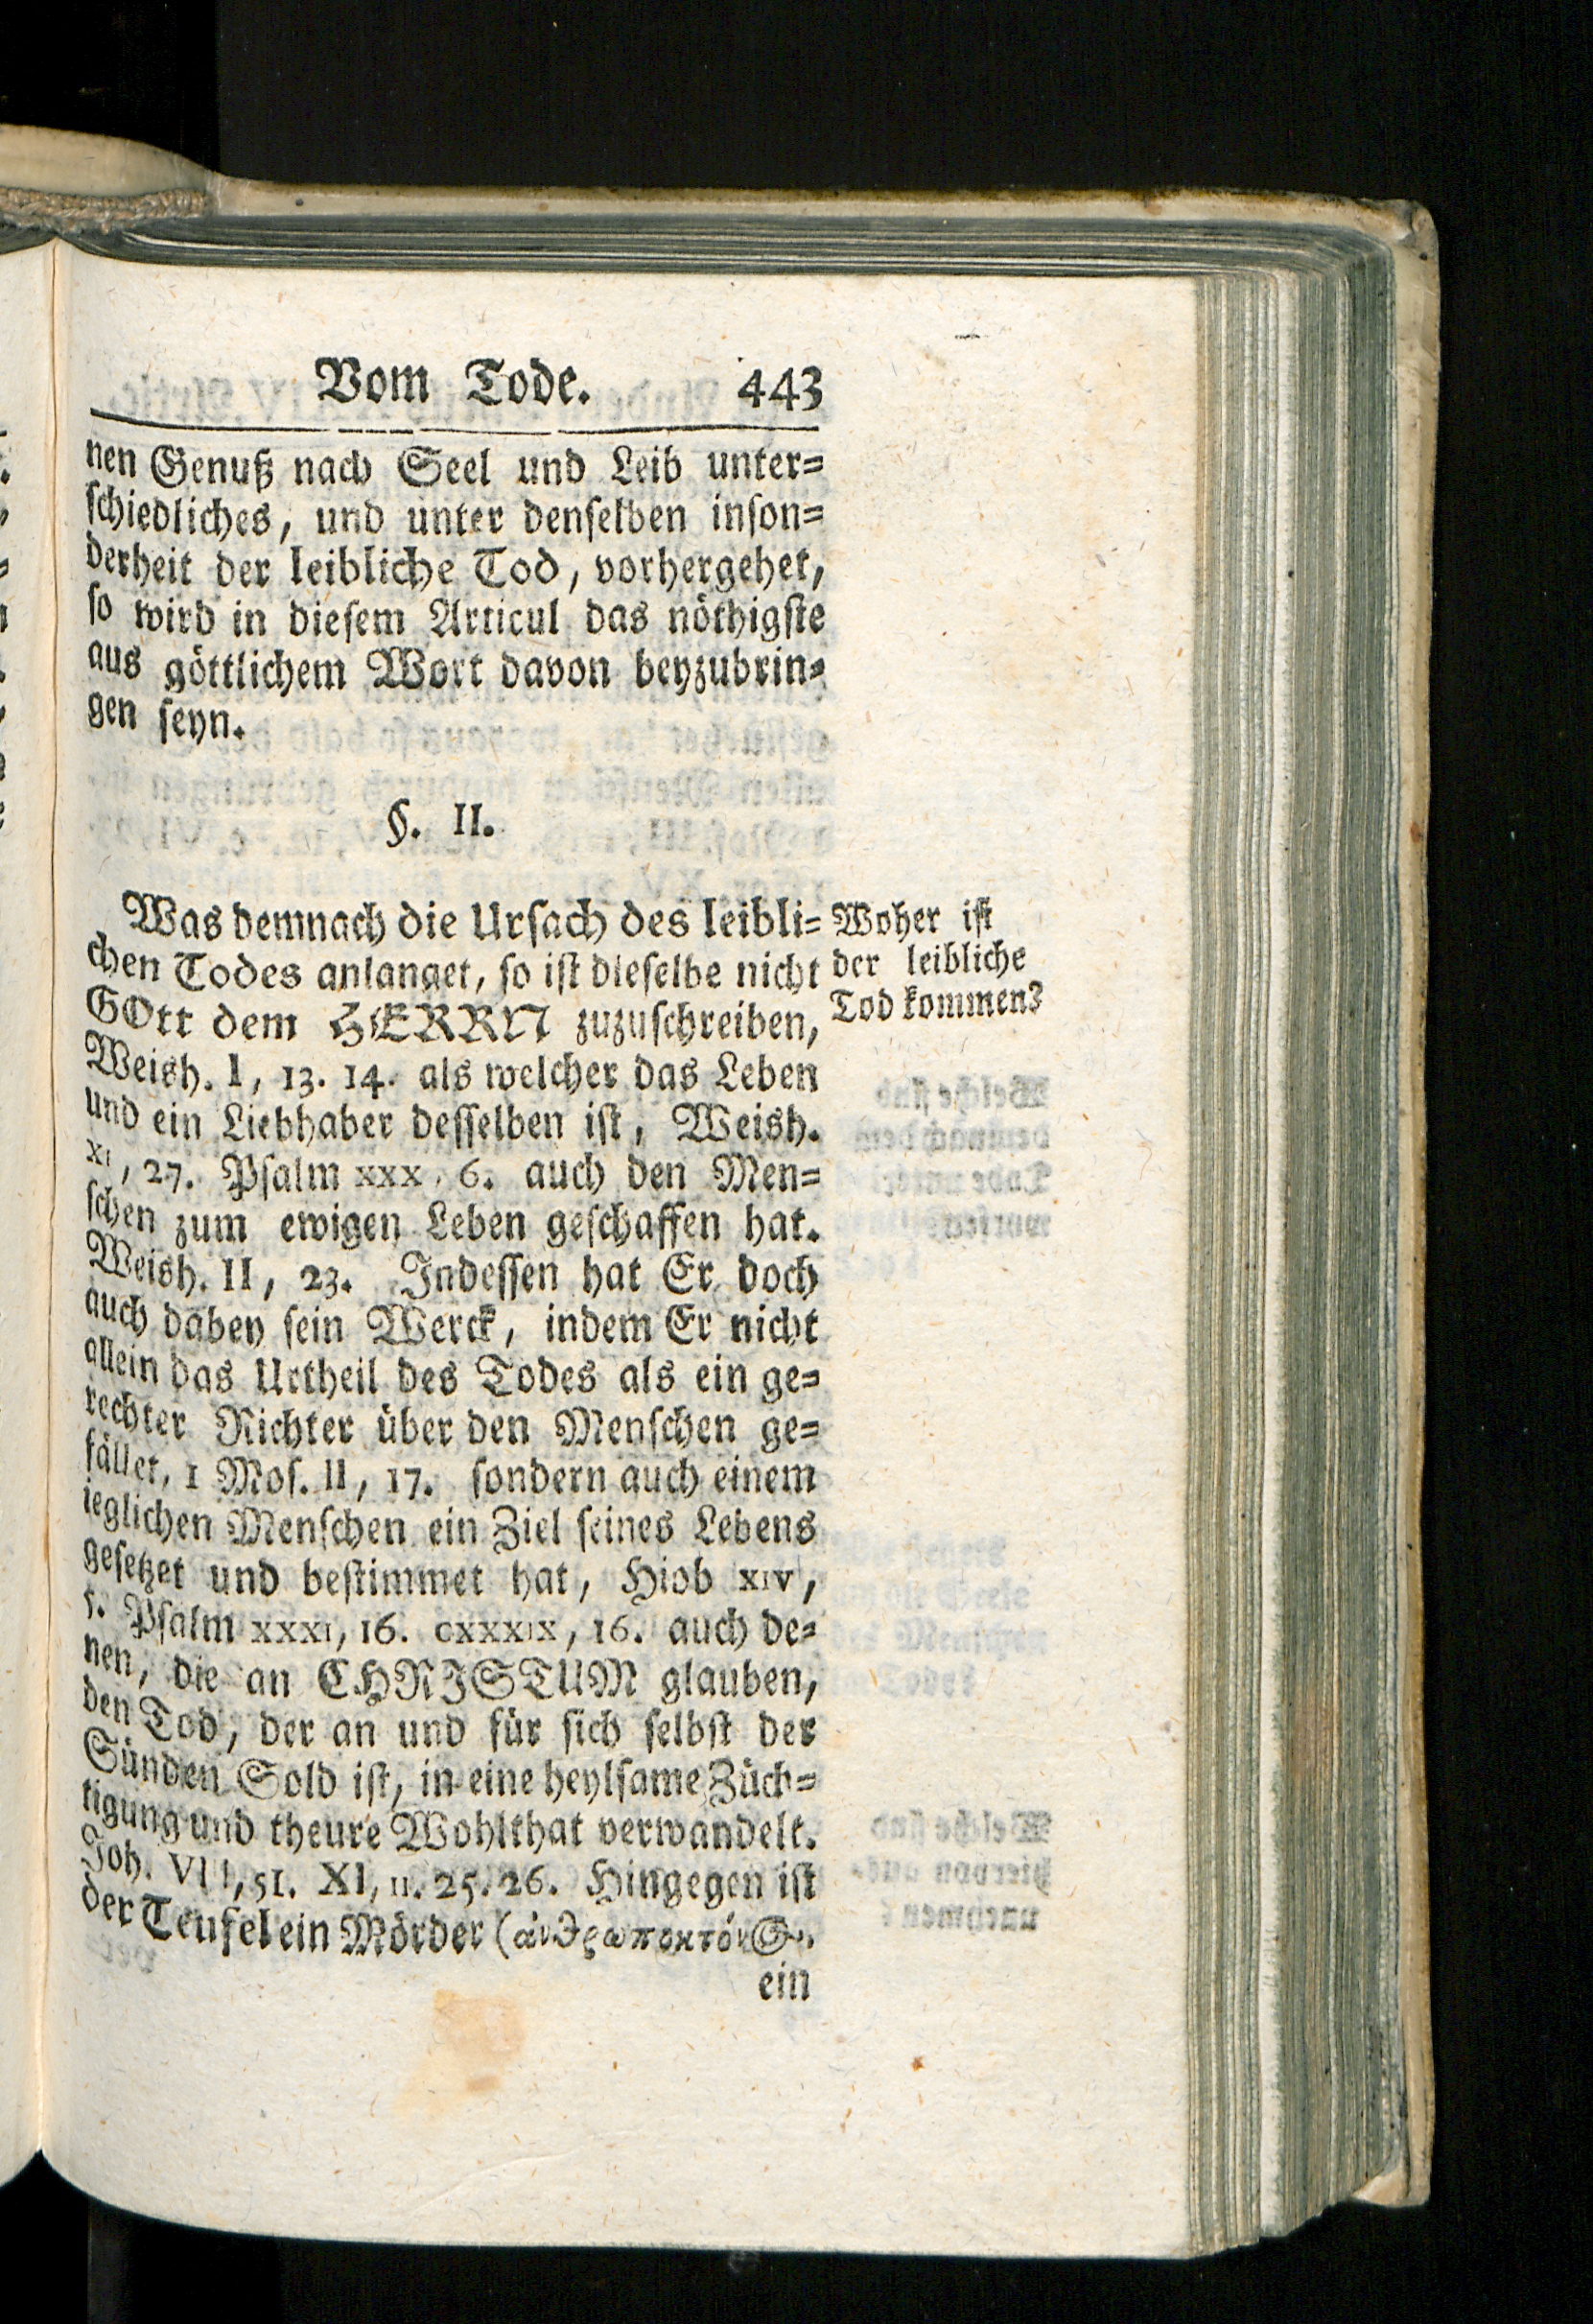 Vom Tode. 443
nen Genuß nach Seel und Leib unter=
schiedliches, und unter denselben inson=
derheit der leibliche Tod, vorhergehet,
so wird in diesem Articul das nöthigste
aus göttlichem Wort davon beyzubrin=
gen seyn.
§. II.
Was demnach die Ursach des leibli=
chen Todes anlanget, so ist dieselbe nicht
GOtt dem HERRN zuzuschreiben,
Weish. I, 13. 14. als welcher das Leben
und ein Liebhaber desselben ist, Weish.
XI, 27. Psalm XXX, 6. auch den Men=
schen zum ewigen Leben geschaffen hat.
Weish. II, 23. Indessen hat Er doch
auch dabey sein Werck, indem Er nicht
allein das Urtheil des Todes als ein ge=
rechter Richter über den Menschen ge=
fället, 1 Mos. II, 17. sondern auch einem
ieglichen Menschen ein Ziel seines Lebens
gesetzet und bestimmet hat, Hiob XIV,
5. Psalm XXXI, 16. CXXXIX, 16. auch de=
nen, die an CHRISTUM glauben,
den Tod, der an und für sich selbst der
Sünden Sold ist, in eine heylsame Züch=
tigung und theure Wohlthat verwandelt.
Joh. VIII, 51. XI, 11. 25. 26. Hingegen ist
der Teufel ein Mörder (ἀνθρωποκτόνος,
ein
Woher ist
der leibliche
Tod kommen?